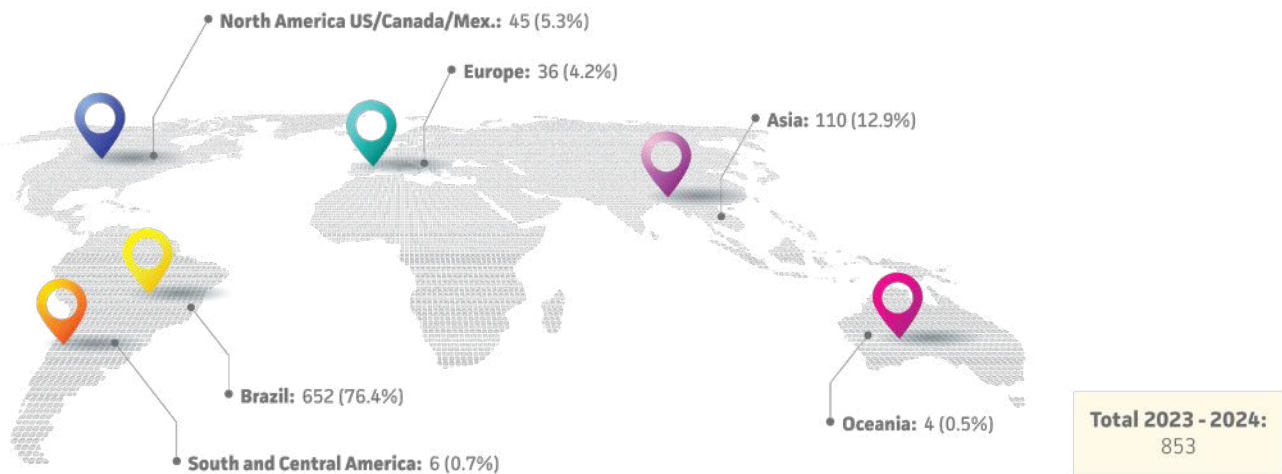 North America US/Canada/Mex.: 45 (5.3%)
Europe: 36 (4.2%)
Asia: 110 (12.9%)
Brazil: 652 (76.4%)
Oceania: 4 (0.5%)
South and Central America: 6 (0.7%)
Total 2023 - 2024:
853